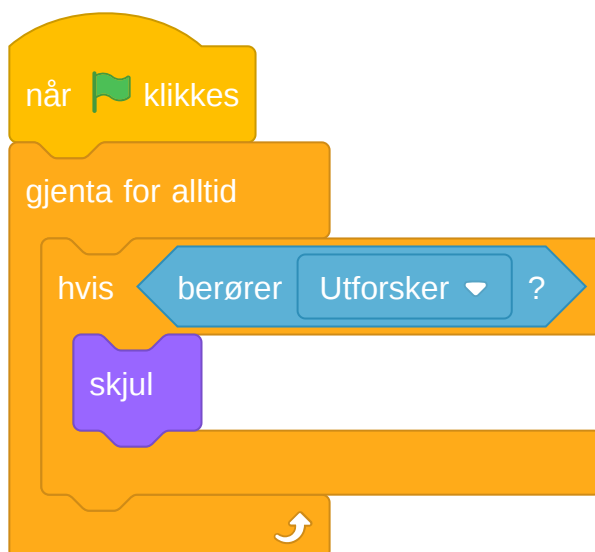 når klikkes
gjenta for alltid
hvis berører Utforsker ?
skjul